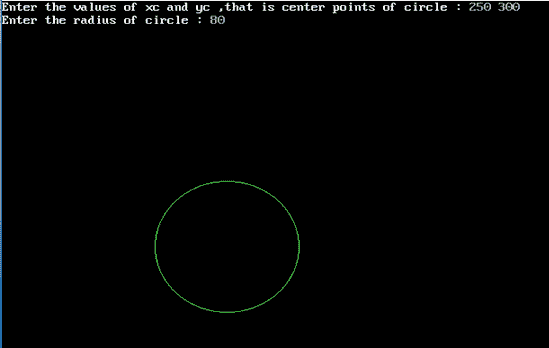 Enter the values of xc and yc ,that is center points of circle : 250 300
Enter the radius of circle : 80